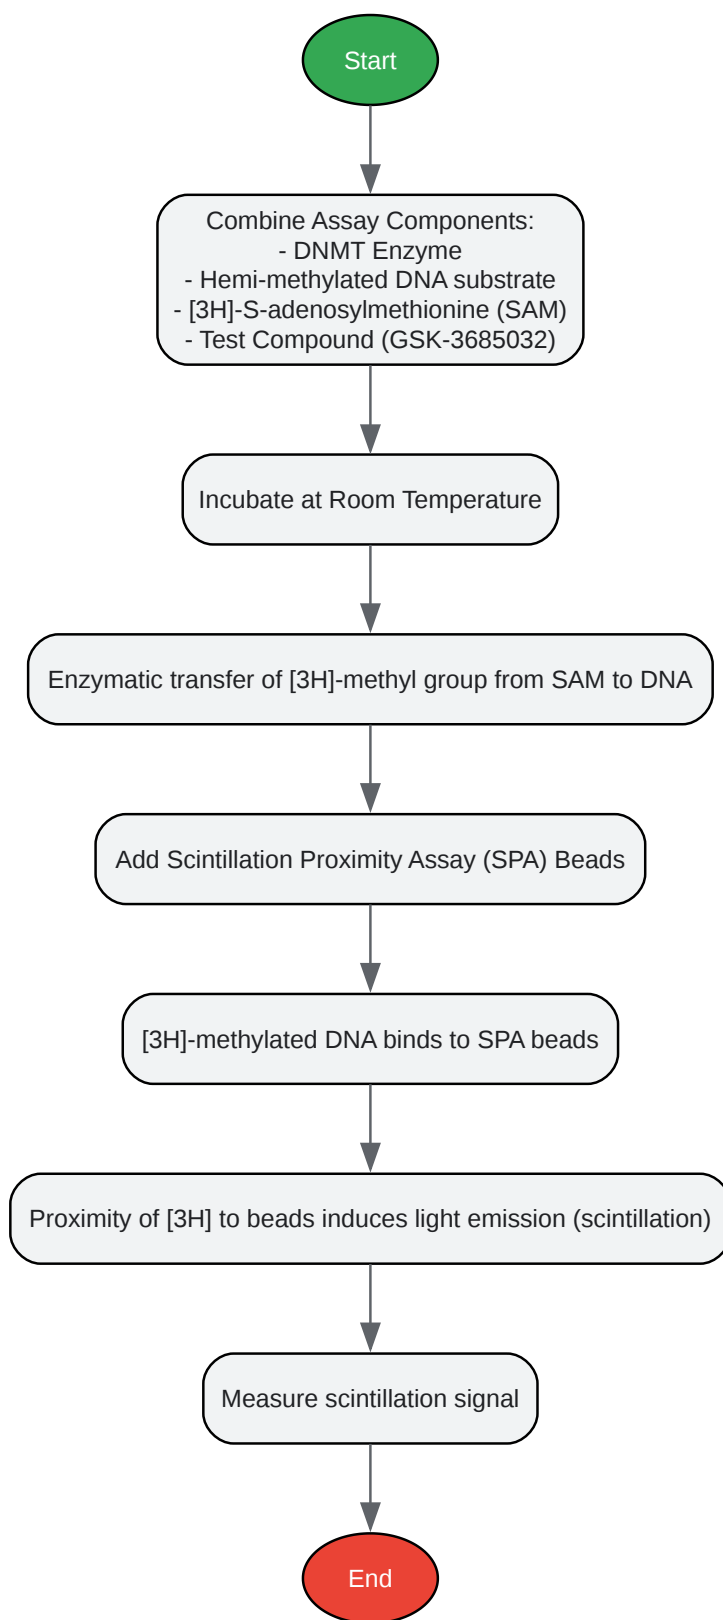 Start
Combine Assay Components:
- DNMT Enzyme
- Hemi-methylated DNA substrate
- [3H]-S-adenosylmethionine (SAM)
- Test Compound (GSK-3685032)
Incubate at Room Temperature
Enzymatic transfer of [3H]-methyl group from SAM to DNA
Add Scintillation Proximity Assay (SPA) Beads
[3H]-methylated DNA binds to SPA beads
Proximity of [3H] to beads induces light emission (scintillation)
Measure scintillation signal
End